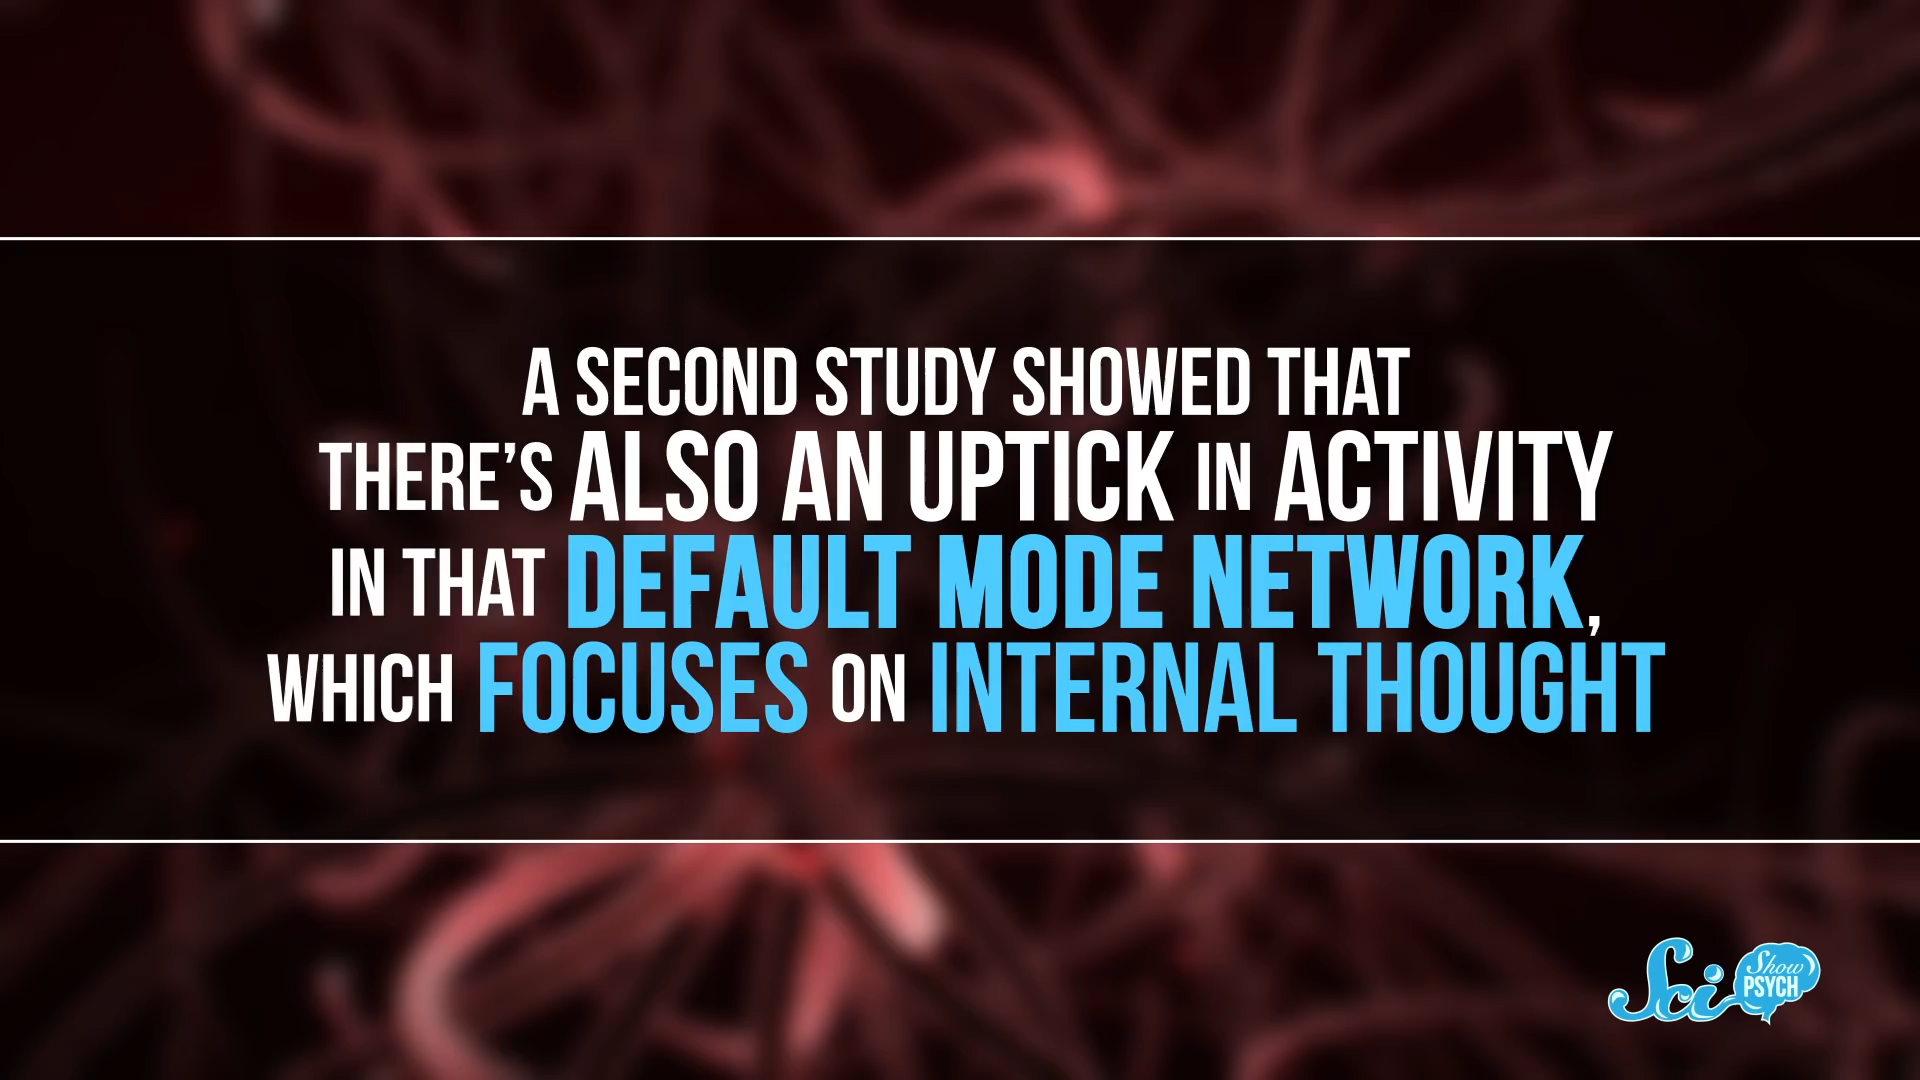 A SECOND STUDY SHOWED THAT
THERE'S ALSO AN UPTICK IN ACTIVITY
IN THAT DEFAULT MODE NETWORK,
WHICH FOCUSES ON INTERNAL THOUGHT
Sci Show
PSYCH